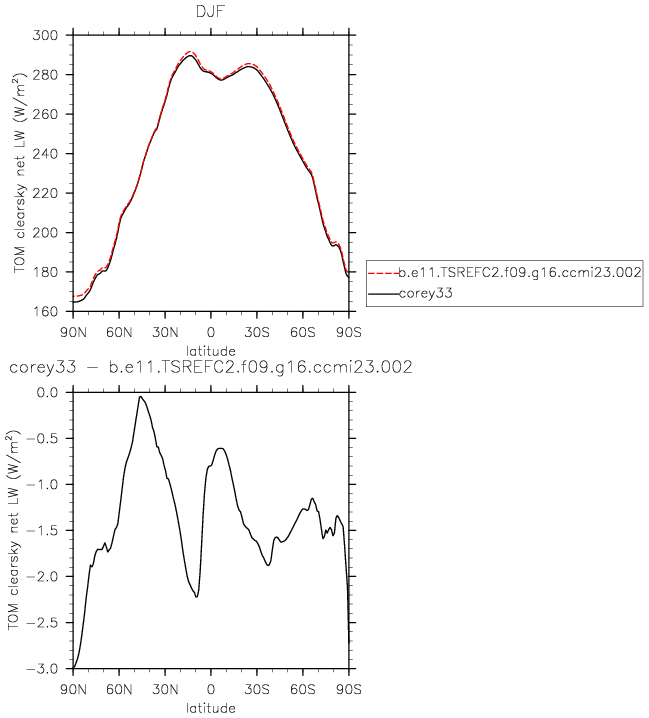 DJF
TOM clearsky net LW (W/m²)
300
280
260
240
220
200
180
160
90N 60N 30N 0 30S 60S 90S
latitude
b.e11.TSREFC2.f09.g16.ccmi23.002
corey33
corey33 − b.e11.TSREFC2.f09.g16.ccmi23.002
TOM clearsky net LW (W/m²)
0.0
−0.5
−1.0
−1.5
−2.0
−2.5
−3.0
90N 60N 30N 0 30S 60S 90S
latitude